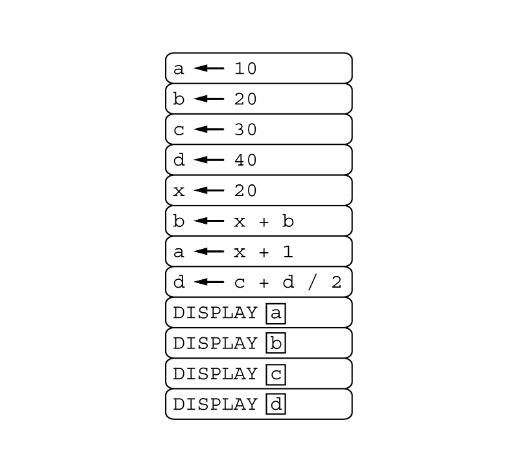 a ← 10
b ← 20
c ← 30
d ← 40
x ← 20
b ← x + b
a ← x + 1
d ← c + d / 2
DISPLAY a
DISPLAY b
DISPLAY c
DISPLAY d